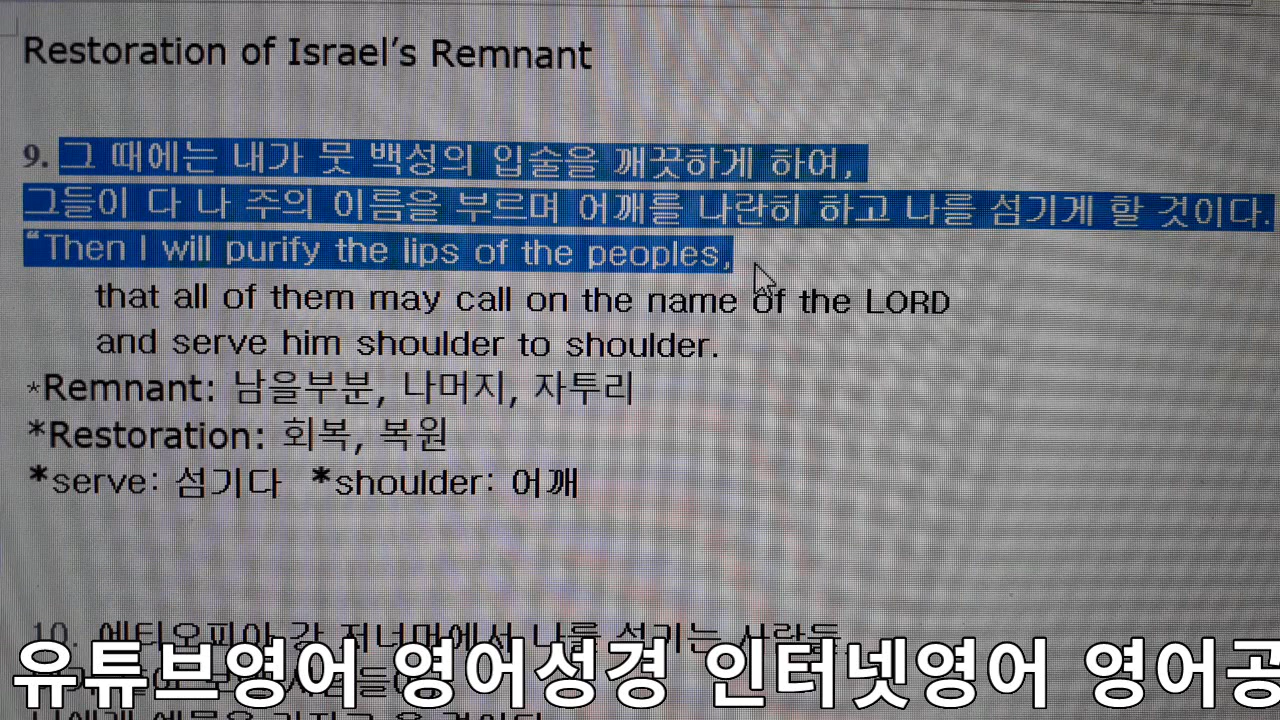 Restoration of Israel's Remnant
9. 그 때에는 내가 뭇 백성의 입술을 깨끗하게 하여,
그들이 다 나 주의 이름을 부르며 어깨를 나란히 하고 나를 섬기게 할 것이다.
“Then I will purify the lips of the peoples,
that all of them may call on the name of the LORD
and serve him shoulder to shoulder.
*Remnant: 남을부분, 나머지, 자투리
*Restoration: 회복, 복원
*serve: 섬기다 *shoulder: 어깨
10. 에티오피아 강 저너머에서 나를 섬기는 사람들
유튜브영어 영어성경 인터넷영어 영어공